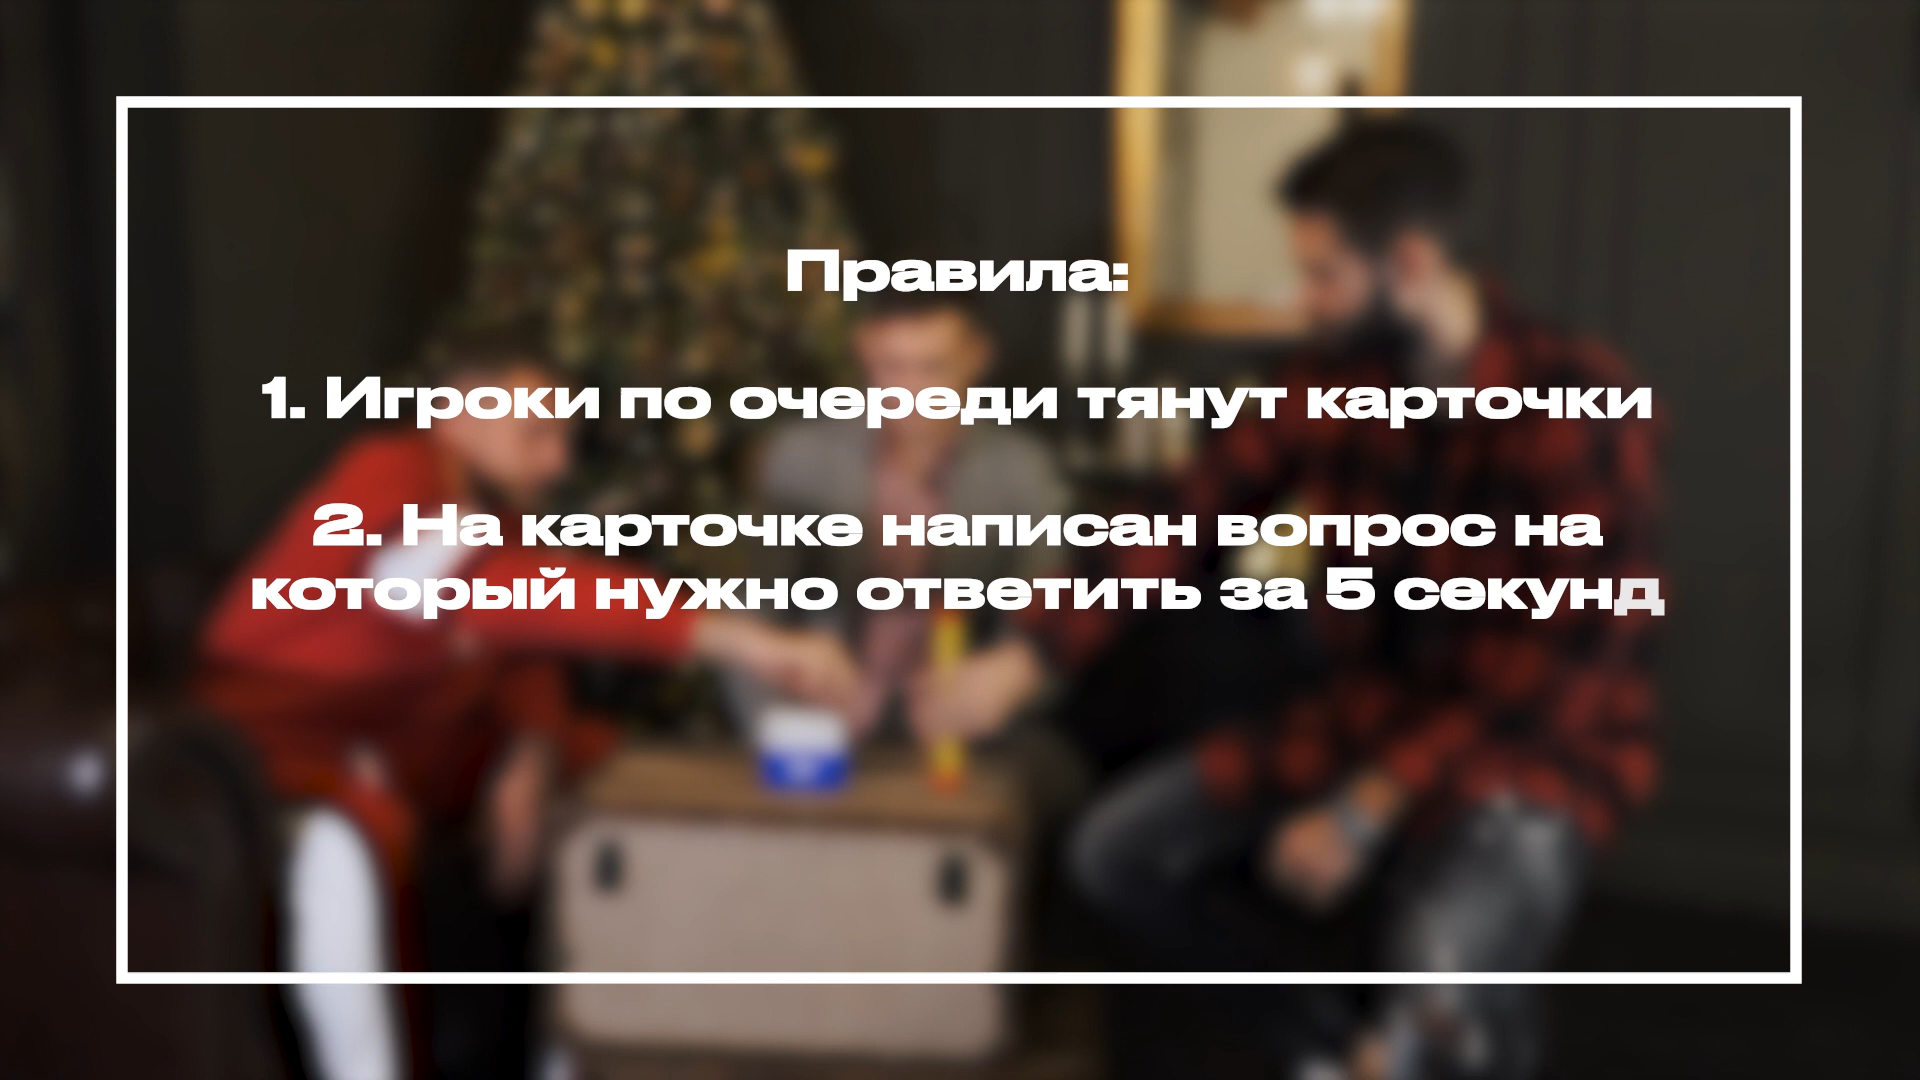 Правила:
1. Игроки по очереди тянут карточки
2. На карточке написан вопрос на
который нужно ответить за 5 секунд